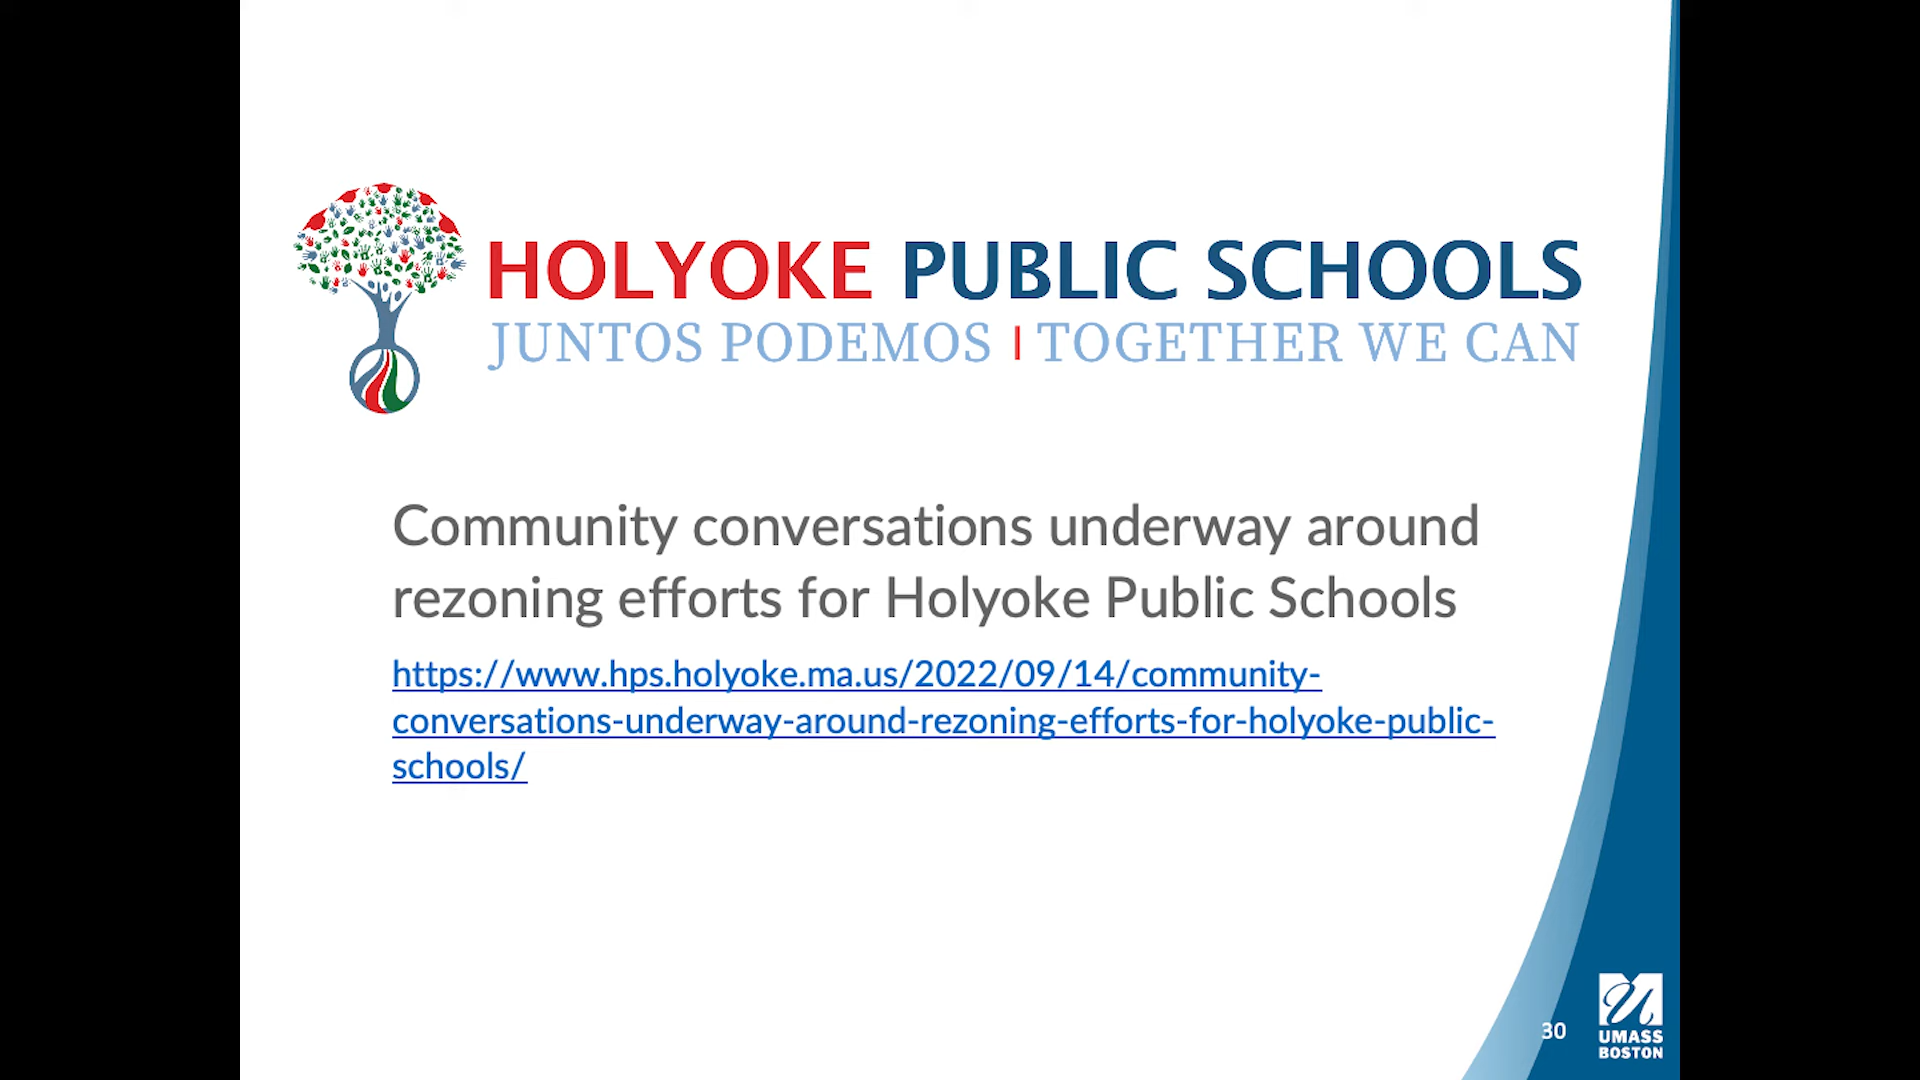 HOLYOKE PUBLIC SCHOOLS
JUNTOS PODEMOS | TOGETHER WE CAN
Community conversations underway around
rezoning efforts for Holyoke Public Schools
https://www.hps.holyoke.ma.us/2022/09/14/community-
conversations-underway-around-rezoning-efforts-for-holyoke-public-
schools/
30
UMASS
BOSTON